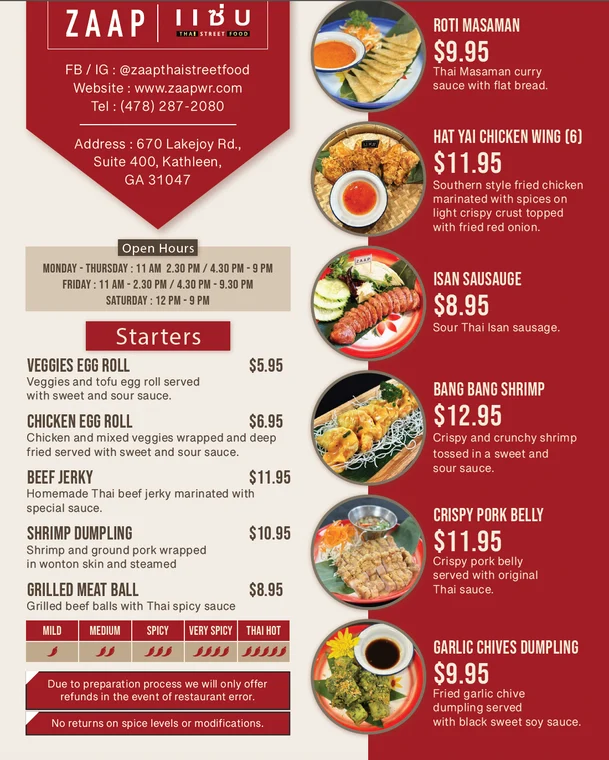 ZAAP แซ่บ
THAI STREET FOOD
FB / IG : @zaapthaistreetfood
Website : www.zaapwr.com
Tel : (478) 287-2080
Address : 670 Lakejoy Rd.,
Suite 400, Kathleen,
GA 31047
Open Hours
MONDAY - THURSDAY : 11 AM 2.30 PM / 4.30 PM - 9 PM
FRIDAY : 11 AM - 2.30 PM / 4.30 PM - 9.30 PM
SATURDAY : 12 PM - 9 PM
Starters
VEGGIES EGG ROLL $5.95
Veggies and tofu egg roll served
with sweet and sour sauce.
CHICKEN EGG ROLL $6.95
Chicken and mixed veggies wrapped and deep
fried served with sweet and sour sauce.
BEEF JERKY $11.95
Homemade Thai beef jerky marinated with
special sauce.
SHRIMP DUMPLING $10.95
Shrimp and ground pork wrapped
in wonton skin and steamed
GRILLED MEAT BALL $8.95
Grilled beef balls with Thai spicy sauce
MILD MEDIUM SPICY VERY SPICY THAI HOT
Due to preparation process we will only offer
refunds in the event of restaurant error.
No returns on spice levels or modifications.
ROTI MASAMAN
$9.95
Thai Masaman curry
sauce with flat bread.
HAT YAI CHICKEN WING (6)
$11.95
Southern style fried chicken
marinated with spices on
light crispy crust topped
with fried red onion.
ISAN SAUSAUGE
$8.95
Sour Thai Isan sausage.
BANG BANG SHRIMP
$12.95
Crispy and crunchy shrimp
tossed in a sweet and
sour sauce.
CRISPY PORK BELLY
$11.95
Crispy pork belly
served with original
Thai sauce.
GARLIC CHIVES DUMPLING
$9.95
Fried garlic chive
dumpling served
with black sweet soy sauce.